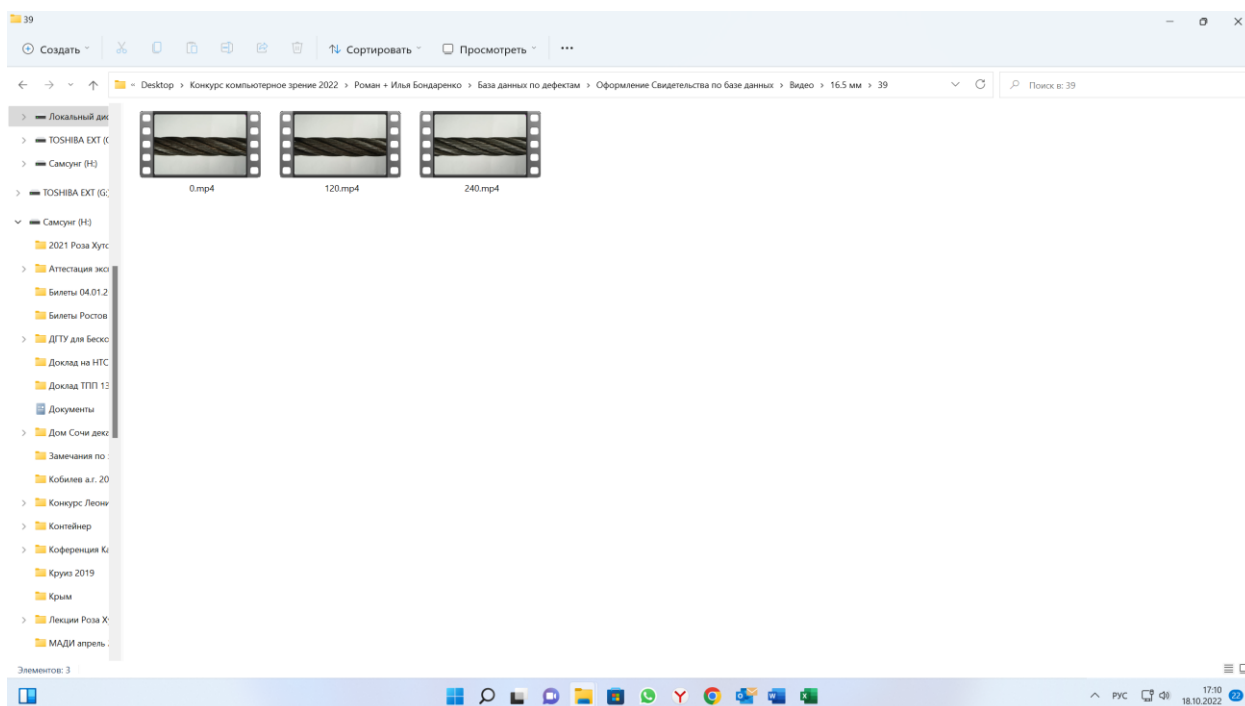 39
Создать
Сортировать
Просмотреть
« Desktop > Конкурс компьютерное зрение 2022 > Роман + Илья Бондаренко > База данных по дефектам > Оформление Свидетельства по базе данных > Видео > 16.5 мм > 39
Поиск в: 39
Локальный дис
TOSHIBA EXT (
Самсунг (H:)
TOSHIBA EXT (G:)
Самсунг (H:)
2021 Роза Хуто
Аттестация экс
Билеты 04.01.2
Билеты Ростов
ДГТУ для Беско
Доклад на НТС
Доклад ТПП 13
Документы
Дом Сочи дека
Замечания по
Кобилев а.г. 20
Конкурс Леони
Контейнер
Коференция Ка
Круиз 2019
Крым
Лекции Роза Х
МАДИ апрель
0.mp4
120.mp4
240.mp4
Элементов: 3
РУС
17:10
18.10.2022
22